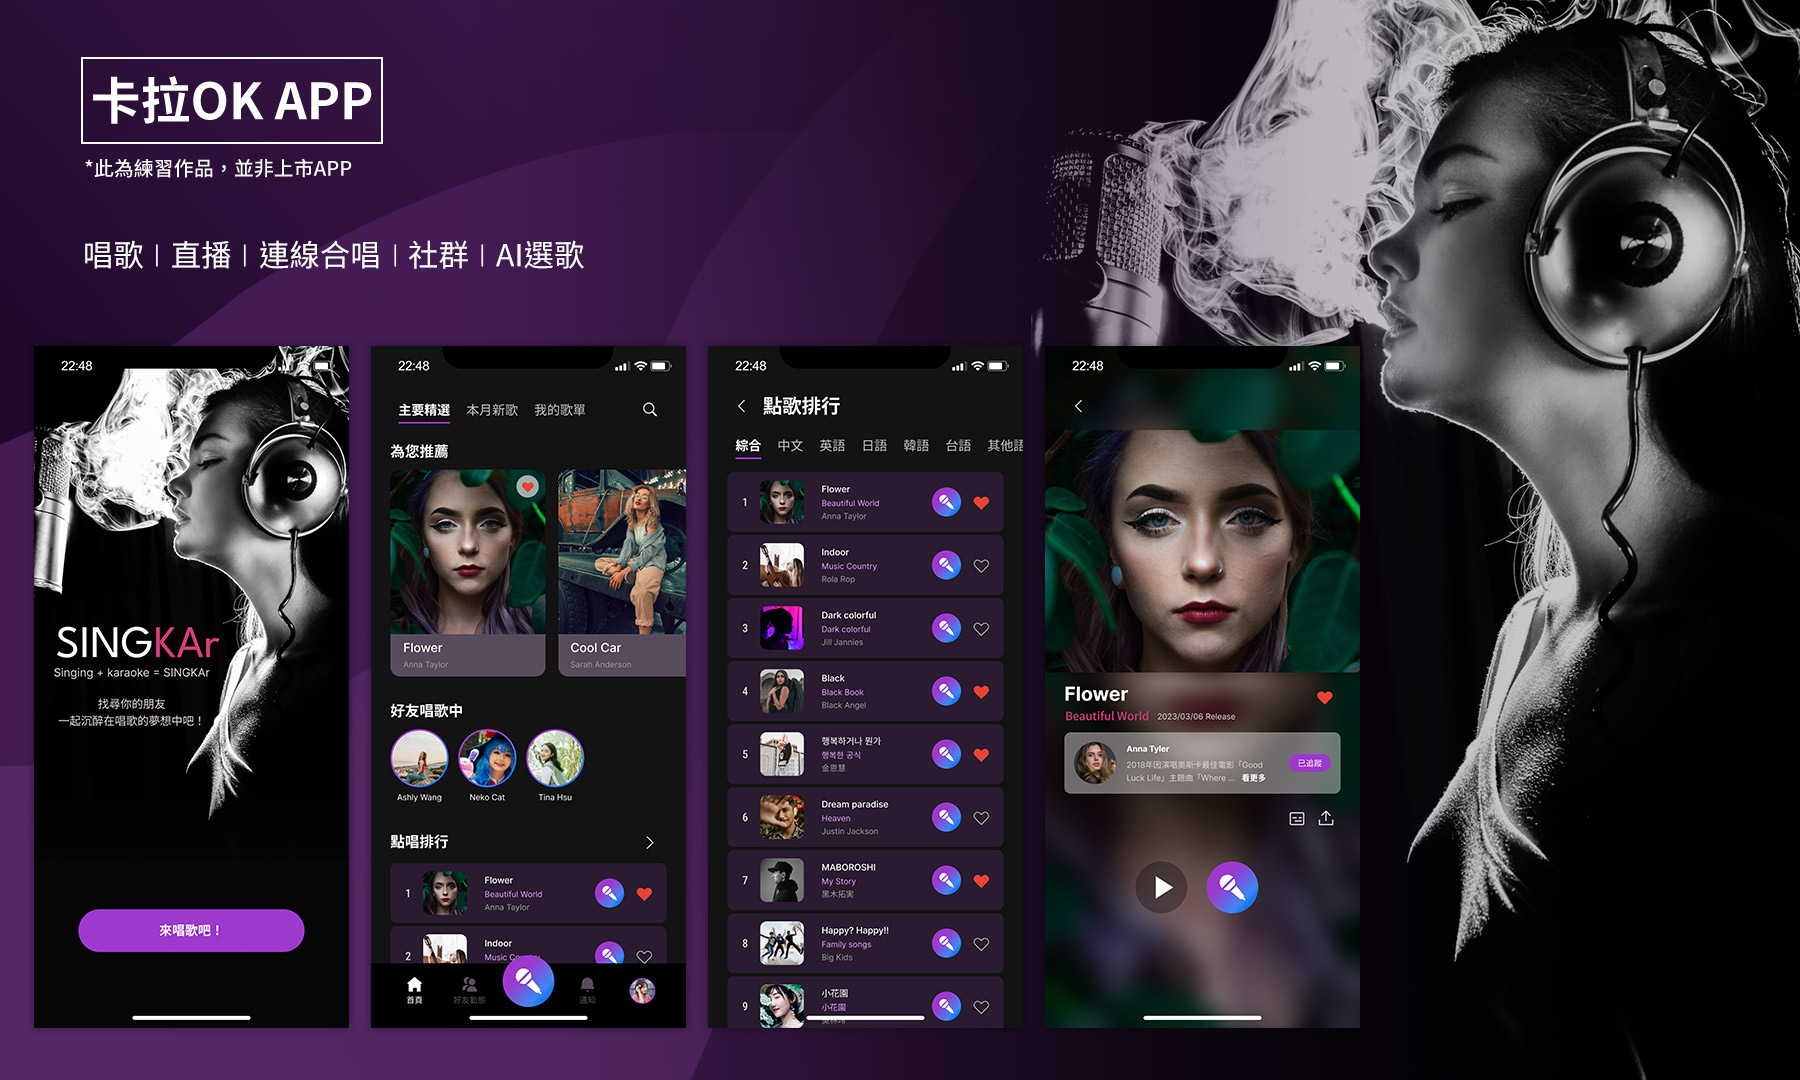 卡拉OK APP
*此為練習作品，並非上市APP
唱歌 | 直播 | 連線合唱 | 社群 | AI選歌
22:48
SINGKAr
Singing + karaoke = SINGKAr
找尋你的朋友
一起沉醉在唱歌的夢想中吧！
來唱歌吧！
22:48
主要精選 本月新歌 我的歌單
為您推薦
Flower
Anna Taylor
Cool Car
Sarah Anderson
好友唱歌中
Ashly Wang
Neko Cat
Tina Hsu
點唱排行
1
Flower
Beautiful World
Anna Taylor
2
Indoor
Music
首頁 好友動態 通知
22:48
點歌排行
綜合 中文 英語 日語 韓語 台語 其他語
1
Flower
Beautiful World
Anna Taylor
2
Indoor
Music Country
Rola Rop
3
Dark colorful
Dark colorful
Jill Jannies
4
Black
Black Book
Black Angel
5
행복하거나 뭔가
행복한 공식
金恩慧
6
Dream paradise
Heaven
Justin Jackson
7
MABOROSHI
My Story
黒木拓実
8
Happy? Happy!!
Family songs
Big Kids
9
小花園
小花園
22:48
Flower
Beautiful World 2023/03/06 Release
Anna Tyler
2018年因演唱奧斯卡最佳電影「Good
Luck Life」主題曲「Where ... 看更多
已追蹤